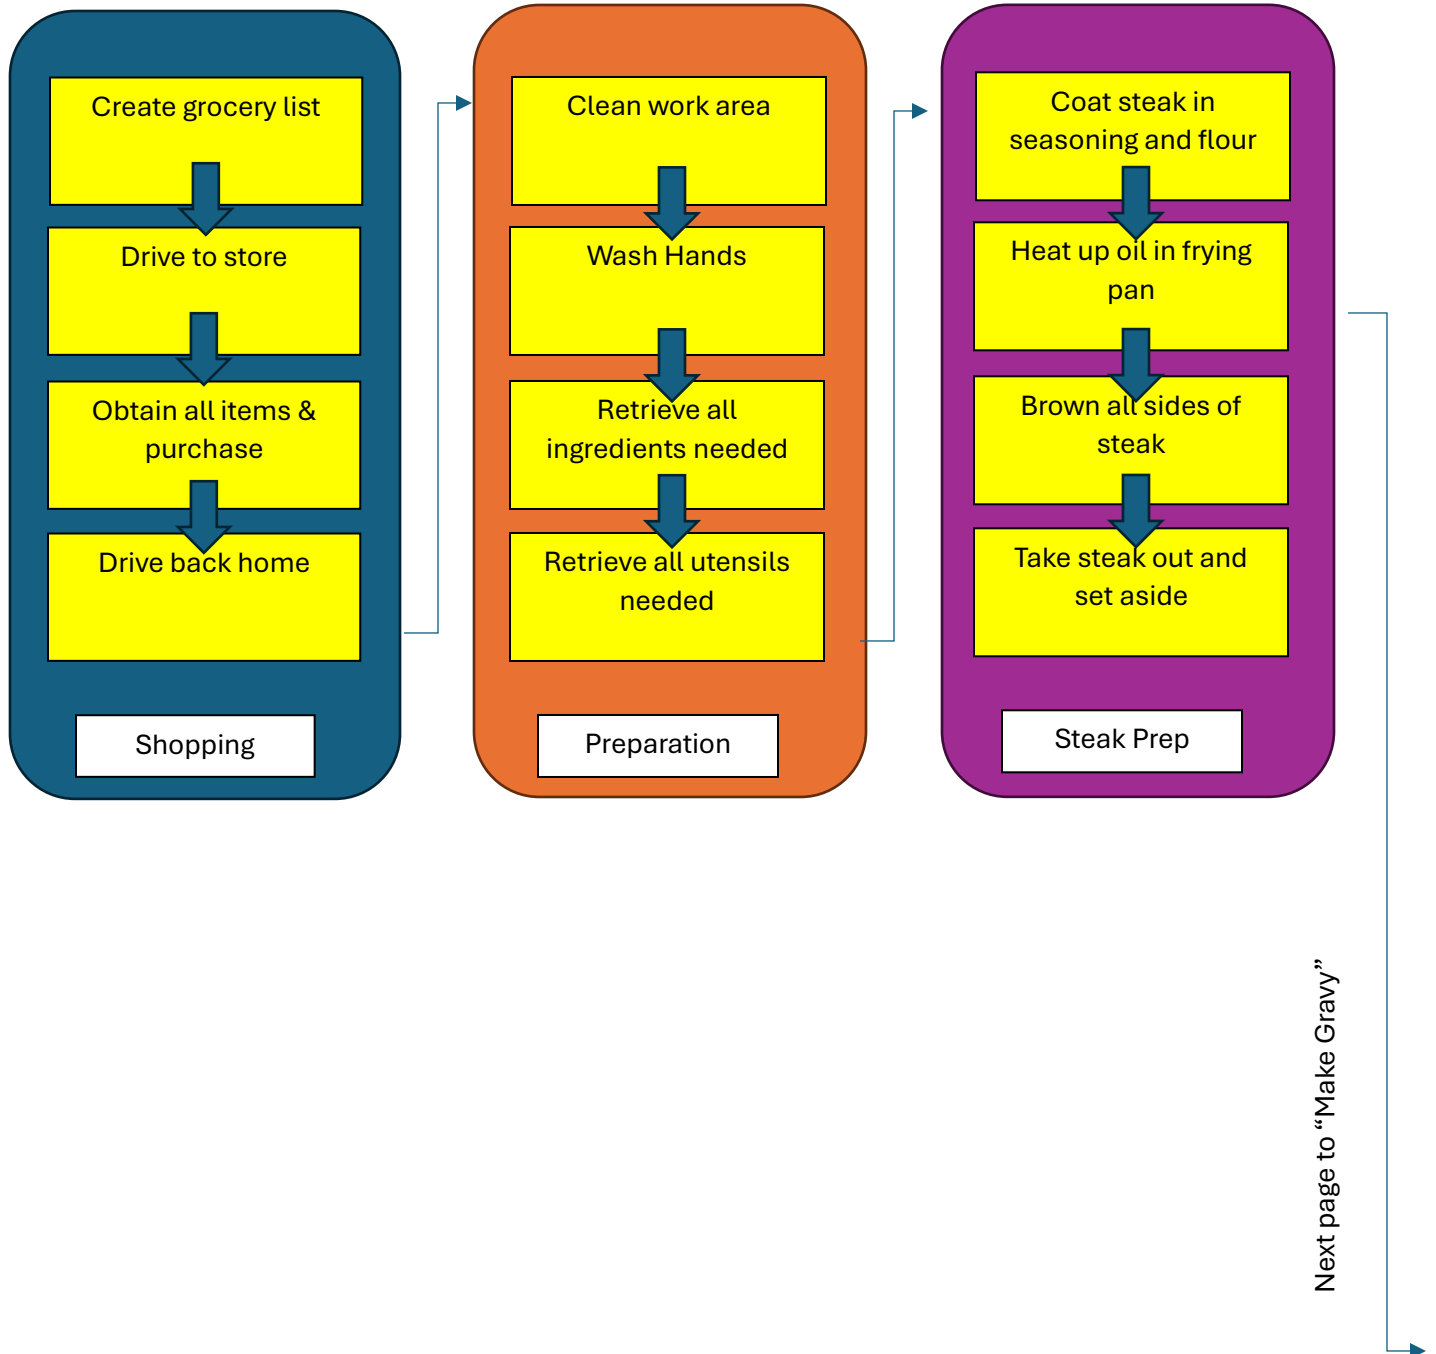 Create grocery list
Drive to store
Obtain all items &
purchase
Drive back home
Shopping
Clean work area
Wash Hands
Retrieve all
ingredients needed
Retrieve all utensils
needed
Preparation
Coat steak in
seasoning and flour
Heat up oil in frying
pan
Brown all sides of
steak
Take steak out and
set aside
Steak Prep
Next page to “Make Gravy”